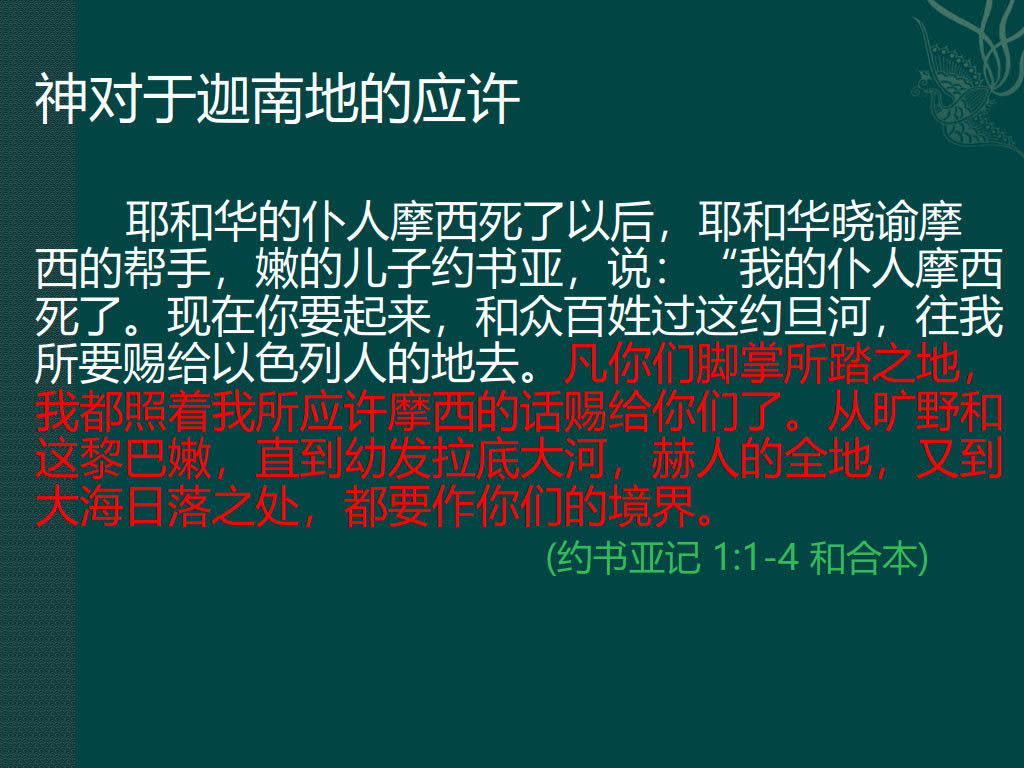 神对于迦南地的应许
耶和华的仆人摩西死了以后，耶和华晓谕摩
西的帮手，嫩的儿子约书亚，说：“我的仆人摩西
死了。现在你要起来，和众百姓过这约旦河，往我
所要赐给以色列人的地去。凡你们脚掌所踏之地，
我都照着我所应许摩西的话赐给你们了。从旷野和
这黎巴嫩，直到幼发拉底大河，赫人的全地，又到
大海日落之处，都要作你们的境界。
(约书亚记 1:1-4 和合本)